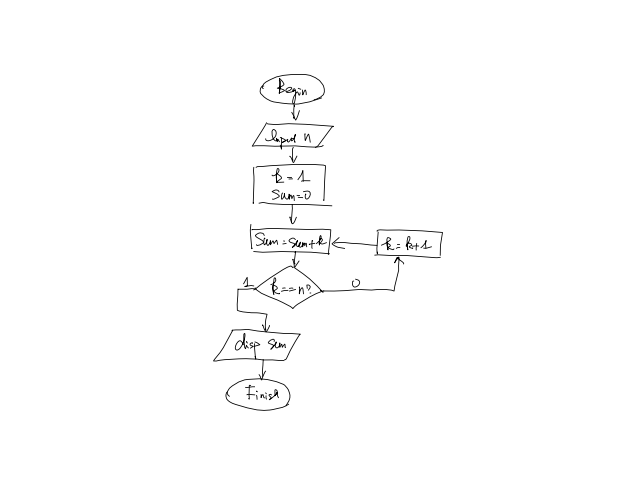 Begin
Input n
k = 1
Sum=0
Sum=sum+k
k=k+1
k==n?
1
0
disp sum
Finish